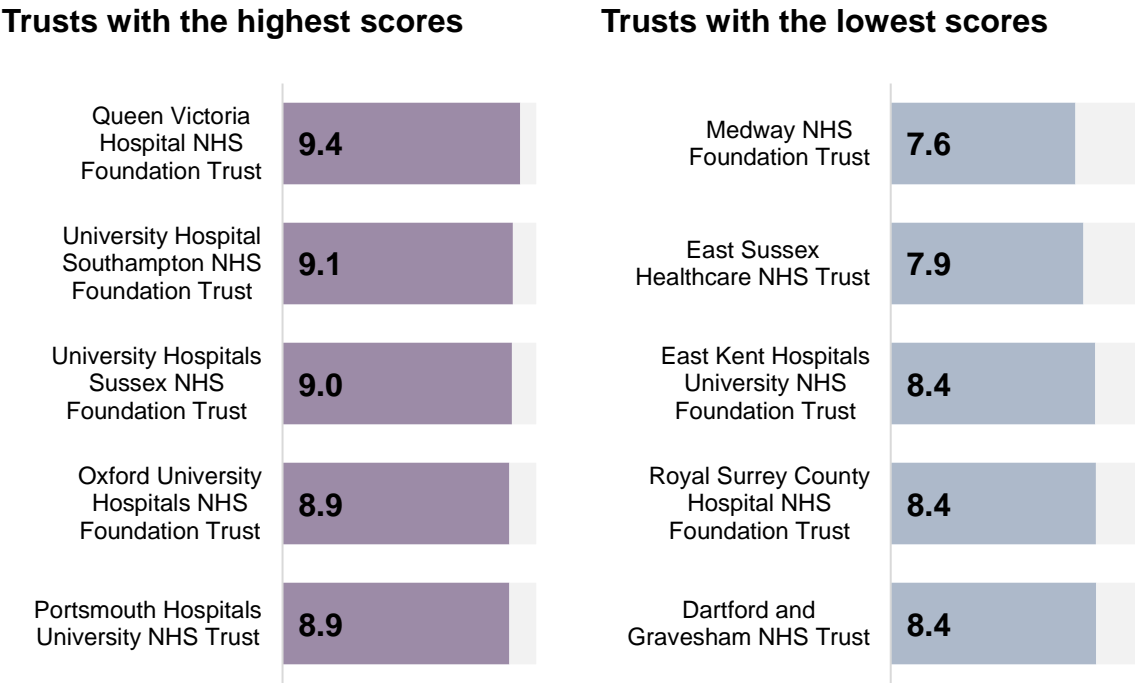 Trusts with the highest scores
Queen Victoria
Hospital NHS
Foundation Trust
9.4
University Hospital
Southampton NHS
Foundation Trust
9.1
University Hospitals
Sussex NHS
Foundation Trust
9.0
Oxford University
Hospitals NHS
Foundation Trust
8.9
Portsmouth Hospitals
University NHS Trust
8.9
Trusts with the lowest scores
Medway NHS
Foundation Trust
7.6
East Sussex
Healthcare NHS Trust
7.9
East Kent Hospitals
University NHS
Foundation Trust
8.4
Royal Surrey County
Hospital NHS
Foundation Trust
8.4
Dartford and
Gravesham NHS Trust
8.4